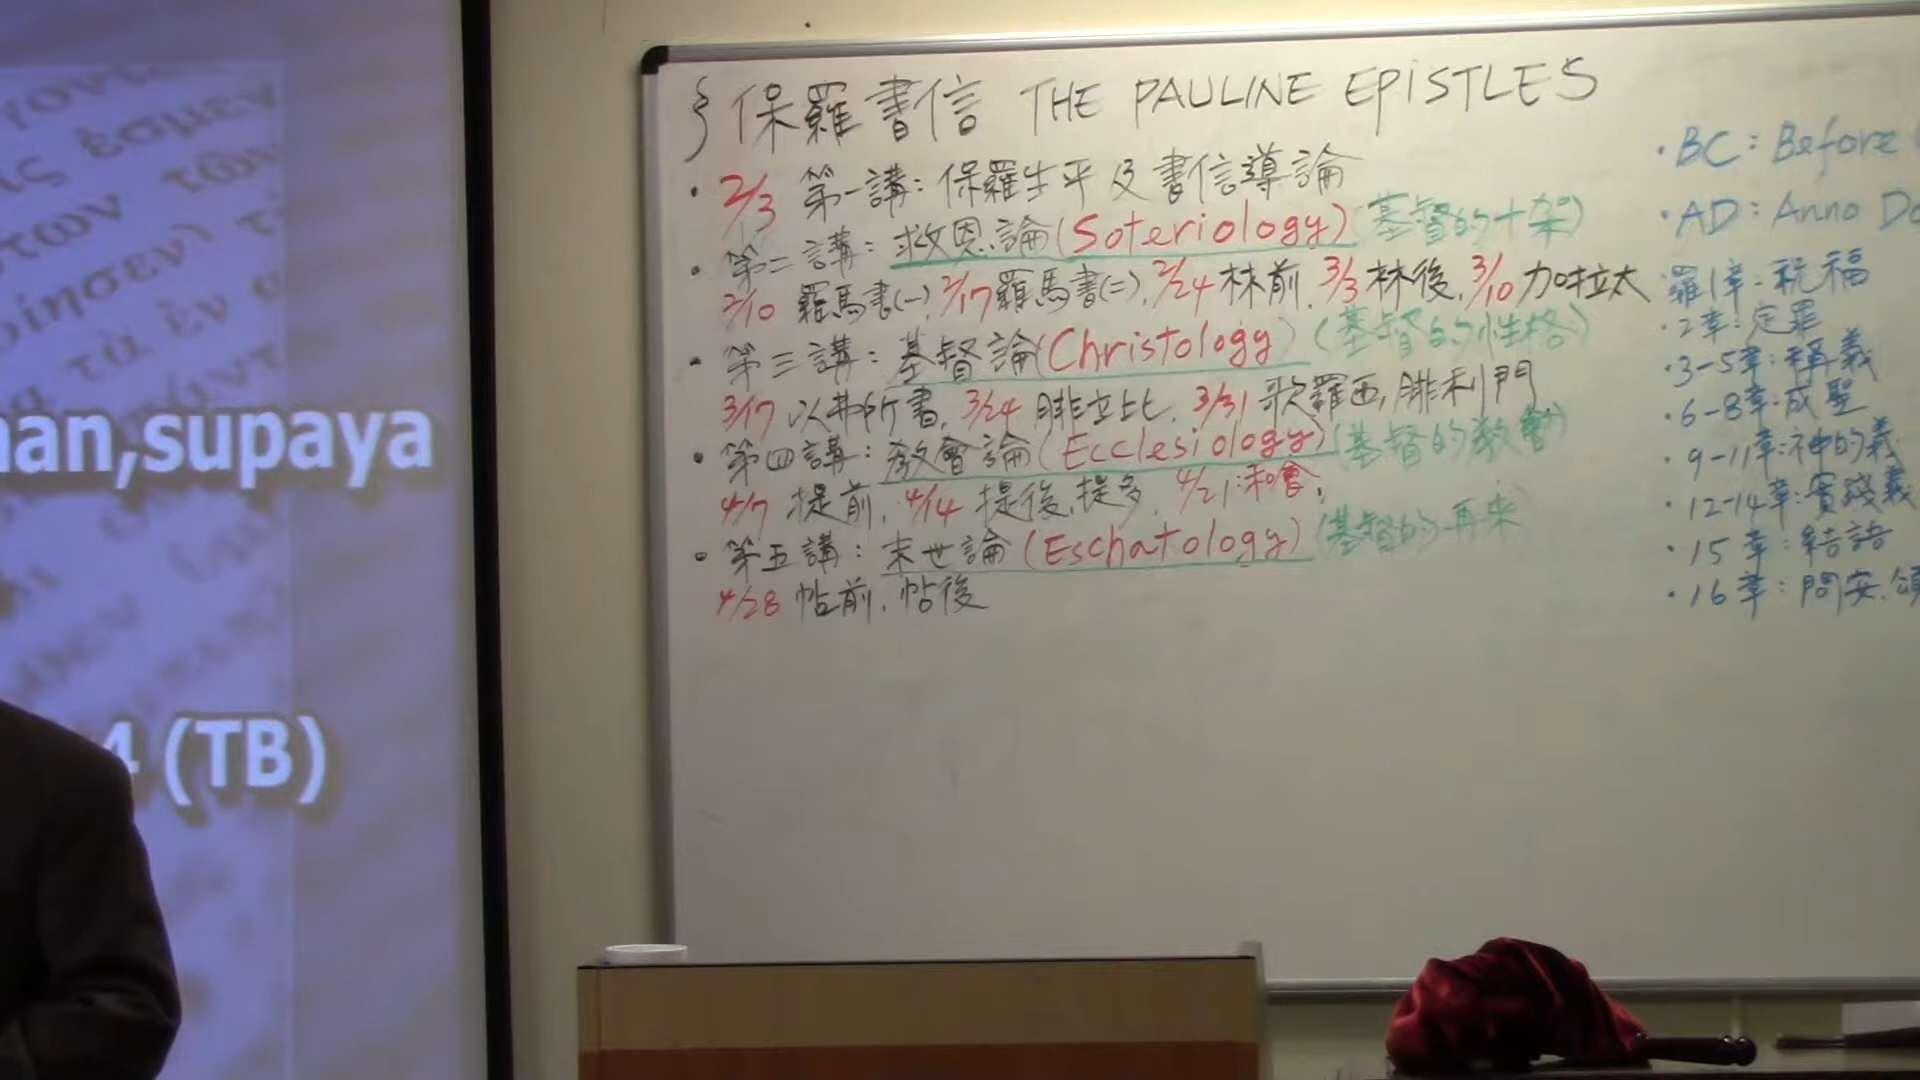 man,supaya
4 (TB)
保羅書信 THE PAULINE EPISTLES
• 2/3 第一講：保羅生平及書信導論
• 第二講：救恩論(Soteriology)(基督的十架)
2/10 羅馬書(一), 2/17 羅馬書(二), 2/24 林前, 3/3 林後, 3/10 加拉太
• 第三講：基督論(Christology) (基督的性格)
3/17 以弗所書, 3/24 腓立比, 3/31 歌羅西, 腓利門
• 第四講：教會論(Ecclesiology)(基督的教會)
4/7 提前, 4/14 提後,提多, 4/21:
• 第五講：末世論(Eschatology)(基督的再來)
4/28 帖前, 帖後
• BC: Before
• AD: Anno Do
羅1章: 祝福
• 2章: 定罪
• 3-5章: 稱義
• 6-8章: 成聖
• 9-11章: 神的義
• 12-14章: 實踐義
• 15章: 結語
• 16章: 問安, 頌